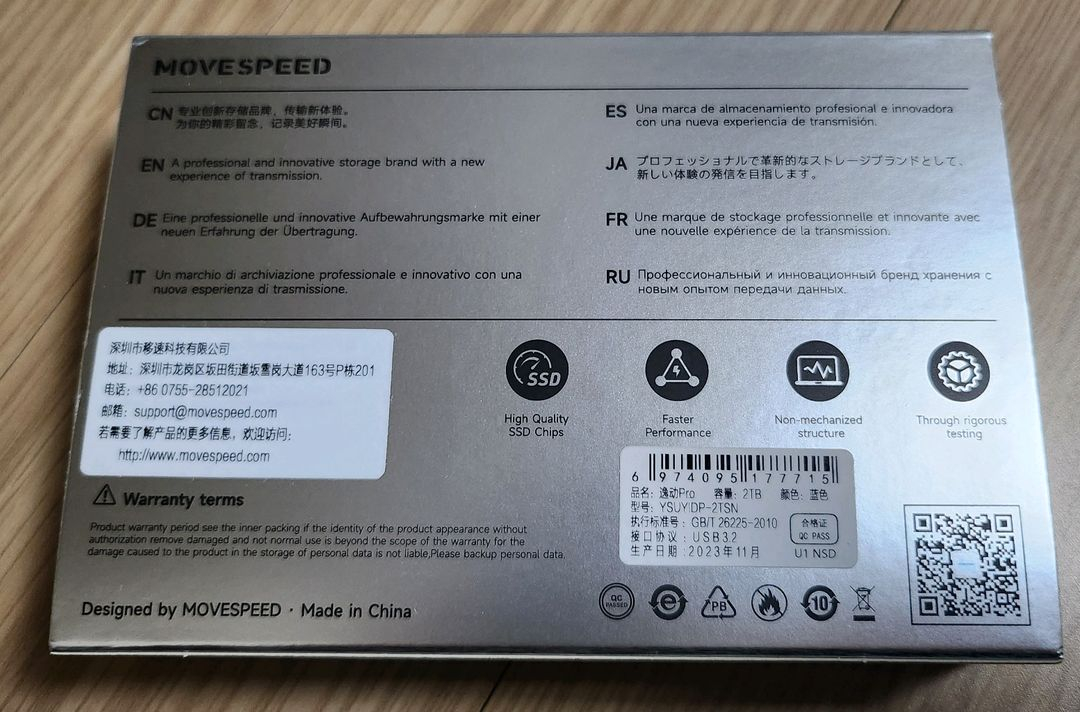 MOVESPEED
CN 专业创新存储品牌，传输新体验。
为你的精彩留念，记录美好瞬间。
EN A professional and innovative storage brand with a new
experience of transmission.
DE Eine professionelle und innovative Aufbewahrungsmarke mit einer
neuen Erfahrung der Übertragung.
IT Un marchio di archiviazione professionale e innovativo con una
nuova esperienza di trasmissione.
ES Una marca de almacenamiento profesional e innovadora
con una nueva experiencia de transmisión.
JA プロフェッショナルで革新的なストレージブランドとして、
新しい体験の発信を目指します。
FR Une marque de stockage professionnelle et innovante avec
une nouvelle expérience de la transmission.
RU Профессиональный и инновационный бренд хранения с
новым опытом передачи данных.
深圳市移速科技有限公司
地址：深圳市龙岗区坂田街道坂雪岗大道163号P栋201
电话：+86 0755-28512021
邮箱：support@movespeed.com
若需要了解产品的更多信息，欢迎访问：
http://www.movespeed.com
SSD
High Quality
SSD Chips
Faster
Performance
Non-mechanized
structure
Through rigorous
testing
Warranty terms
Product warranty period see the inner packing if the identity of the product appearance without
authorization remove damaged and not normal use is beyond the scope of the warranty for the
damage caused to the product in the storage of personal data is not liable,Please backup personal data.
6 974095 177715
品名：逸动Pro 容量：2TB 颜色：蓝色
型号：YSUYIDP-2TSN
执行标准号：GB/T 26225-2010
接口协议：USB3.2
生产日期：2023年11月
合格证
QC PASS
U1 NSD
Designed by MOVESPEED · Made in China
QC
PASSED
e
PB
10